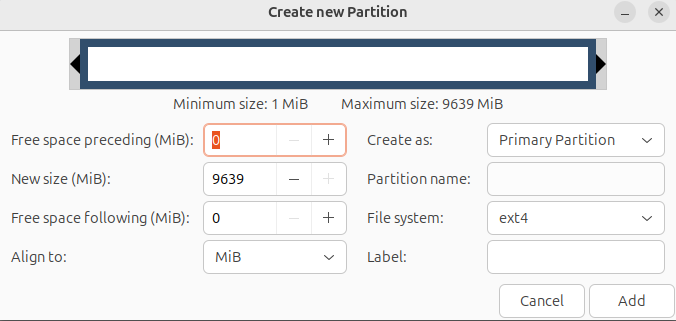 Create new Partition
Minimum size: 1 MiB Maximum size: 9639 MiB
Free space preceding (MiB): 0 Create as: Primary Partition
New size (MiB): 9639 Partition name:
Free space following (MiB): 0 File system: ext4
Align to: MiB Label:
Cancel Add